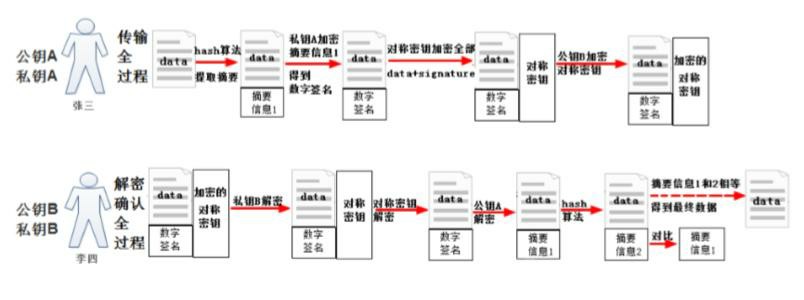 公钥A
私钥A
张三
传输
全
过程
data
hash算法
提取摘要
data
摘要
信息1
私钥A加密
摘要信息1
得到
数字签名
data
数字
签名
对称密钥加密全部
data+signature
data
数字
签名
对称
密钥
公钥B加密
对称密钥
data
数字
签名
加密的
对称
密钥
公钥B
私钥B
李四
解密
确认
全
过程
data
数字
签名
加密的
对称
密钥
私钥B解密
data
数字
签名
对称
密钥
对称密钥
解密
data
数字
签名
公钥A
解密
data
摘要
信息1
hash
算法
data
摘要
信息2
对比
摘要
信息1
摘要信息1和2相等
得到最终数据
data